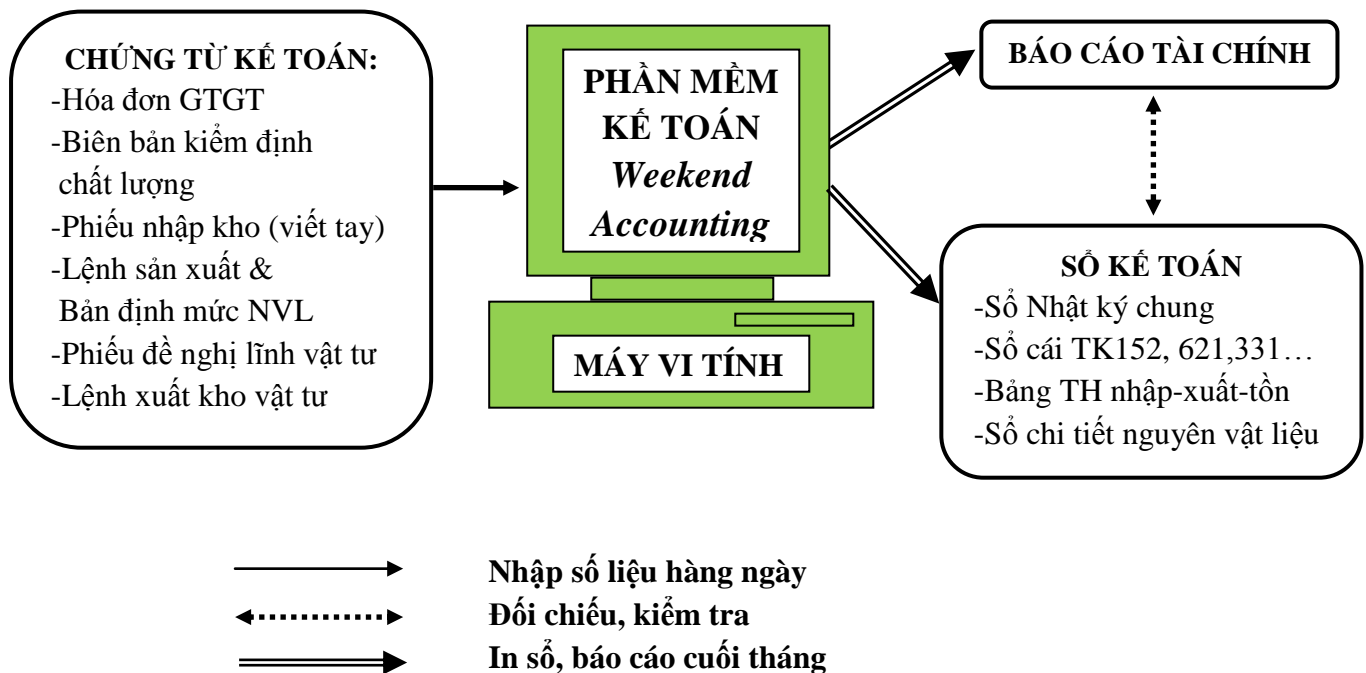 CHỨNG TỪ KẾ TOÁN:
-Hóa đơn GTGT
-Biên bản kiểm định
chất lượng
-Phiếu nhập kho (viết tay)
-Lệnh sản xuất &
Bản định mức NVL
-Phiếu đề nghị lĩnh vật tư
-Lệnh xuất kho vật tư
PHẦN MỀM
KẾ TOÁN
Weekend
Accounting
MÁY VI TÍNH
BÁO CÁO TÀI CHÍNH
SỔ KẾ TOÁN
-Sổ Nhật ký chung
-Sổ cái TK152, 621,331…
-Bảng TH nhập-xuất-tồn
-Sổ chi tiết nguyên vật liệu
Nhập số liệu hàng ngày
Đối chiếu, kiểm tra
In sổ, báo cáo cuối tháng